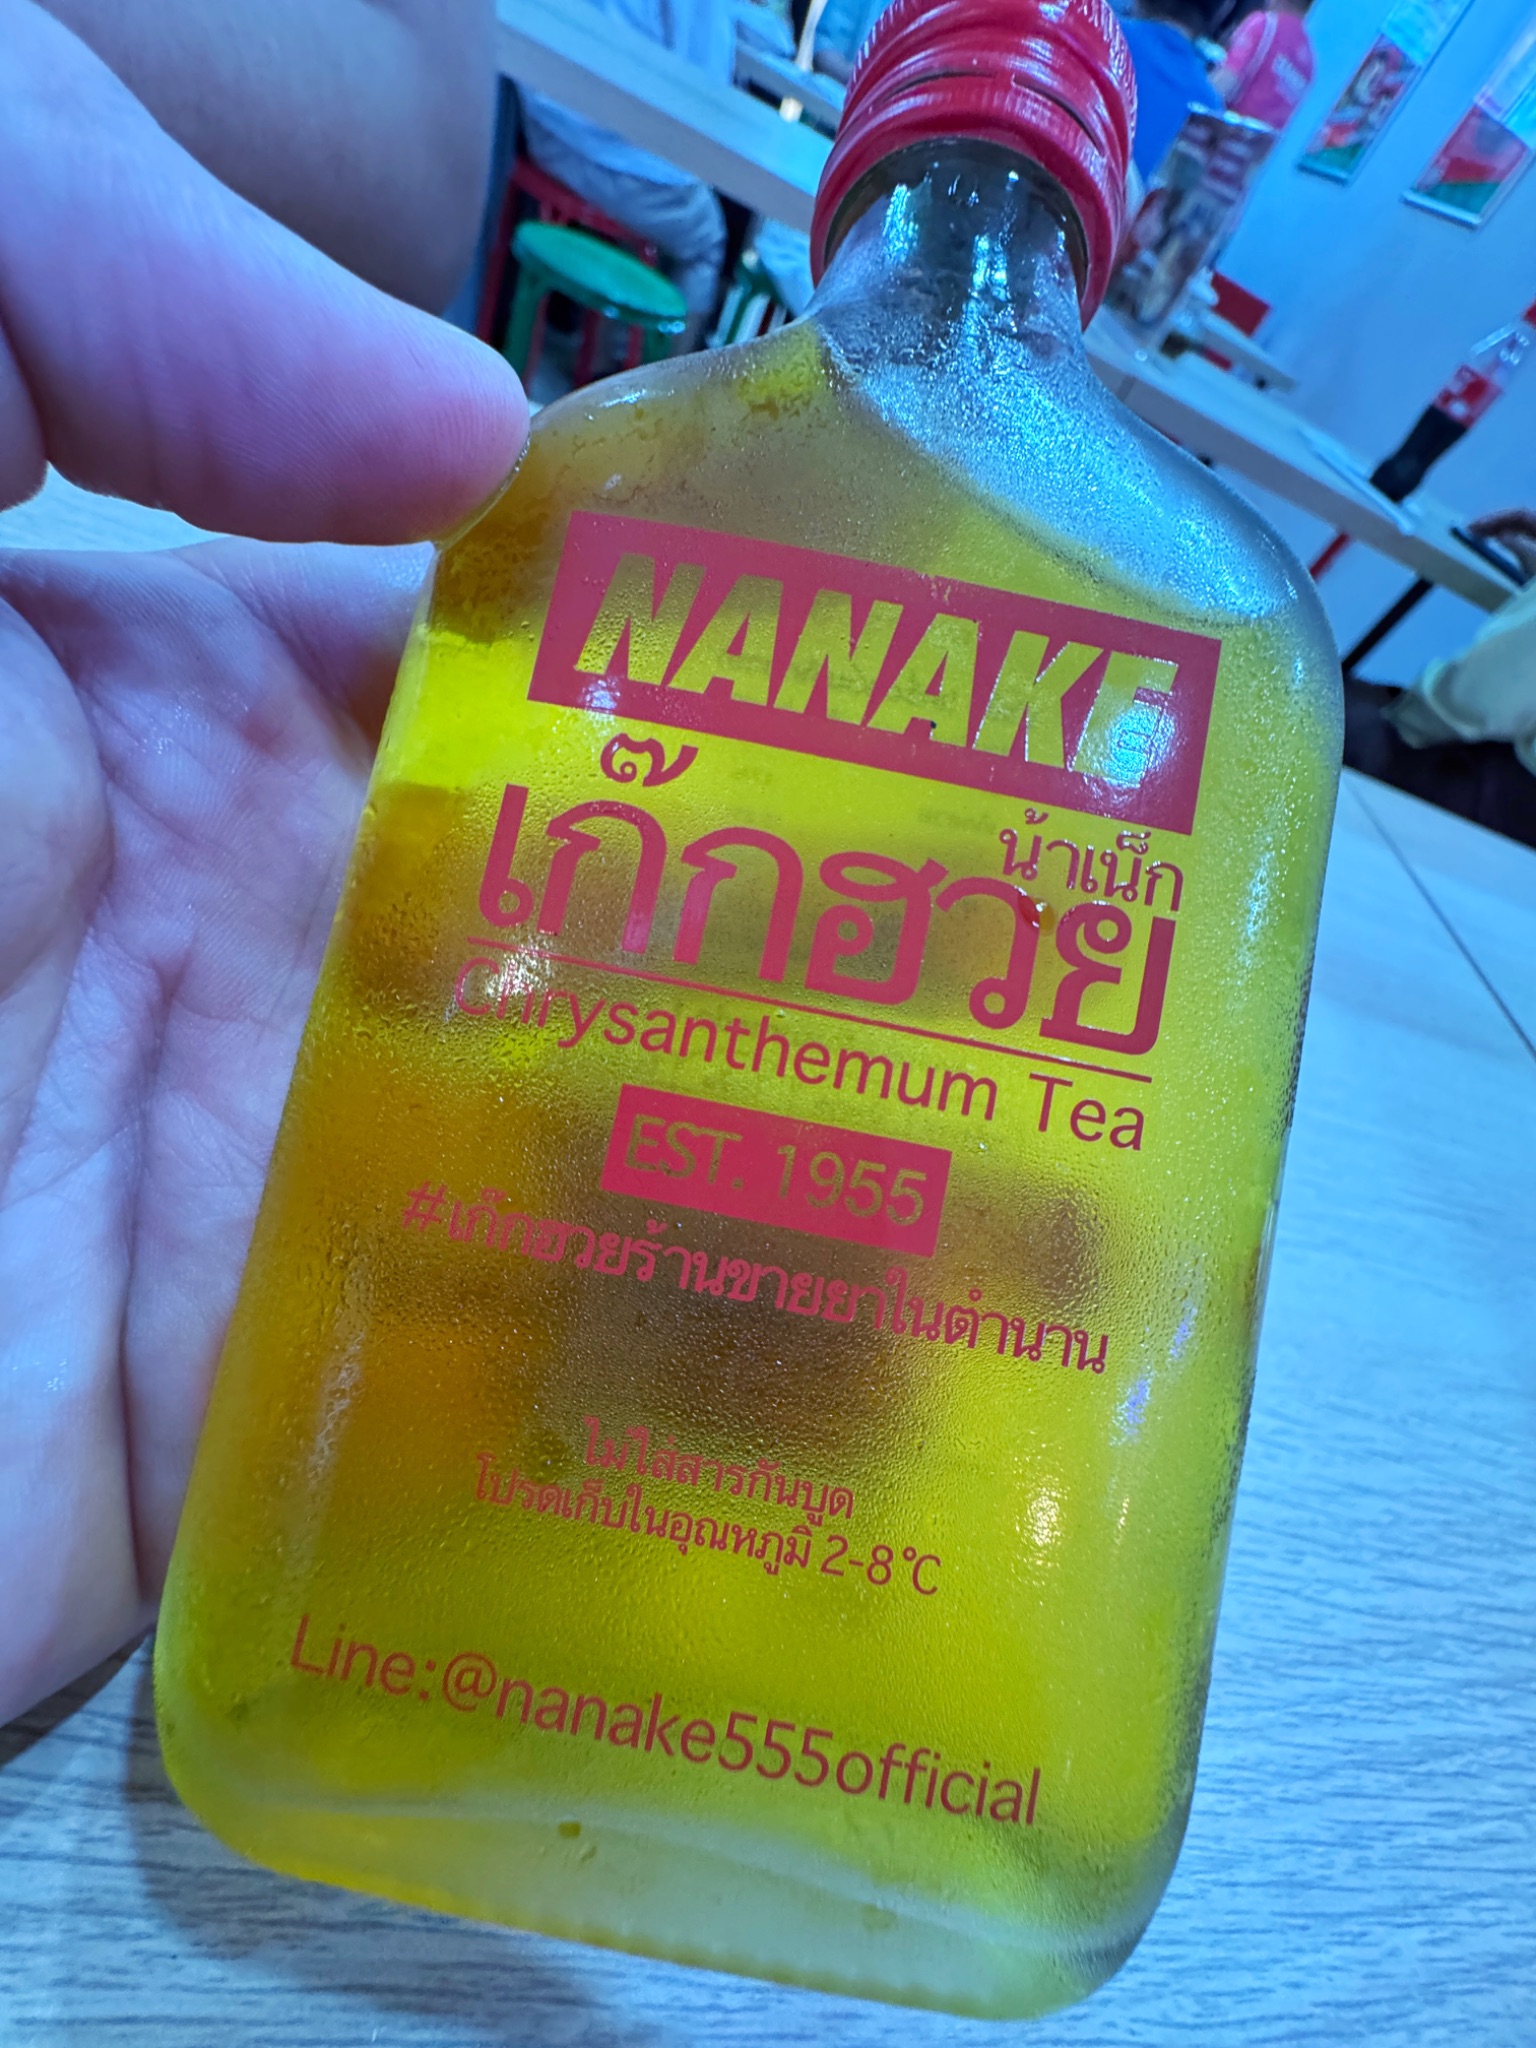 NANAKE
น้าเน็ก
เก๊กฮวย
Chrysanthemum Tea
EST. 1955
#เก๊กฮวยร้านขายยาในตำนาน
ไม่ใส่สารกันบูด
โปรดเก็บในอุณหภูมิ 2-8°C
Line:@nanake555official